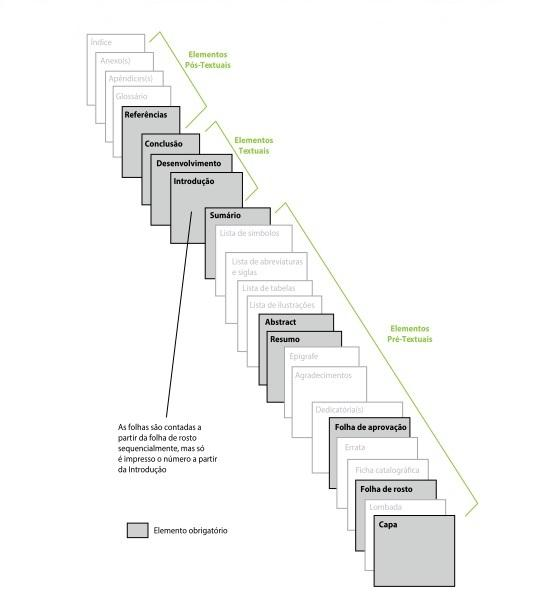 Índice
Elementos
Pós-Textuais
Anexo(s)
Apêndices(s)
Glossário
Referências
Conclusão
Elementos
Textuais
Desenvolvimento
Introdução
Sumário
Lista de símbolos
Lista de abreviaturas
e siglas
Lista de tabelas
Lista de ilustrações
Abstract
Resumo
Elementos
Pré-Textuais
Epígrafe
Agradecimentos
Dedicatória(s)
Folha de aprovação
Errata
Ficha catalográfica
Folha de rosto
Lombada
Capa
As folhas são contadas a
partir da folha de rosto
sequencialmente, mas só
é impresso o número a partir
da Introdução
Elemento obrigatório